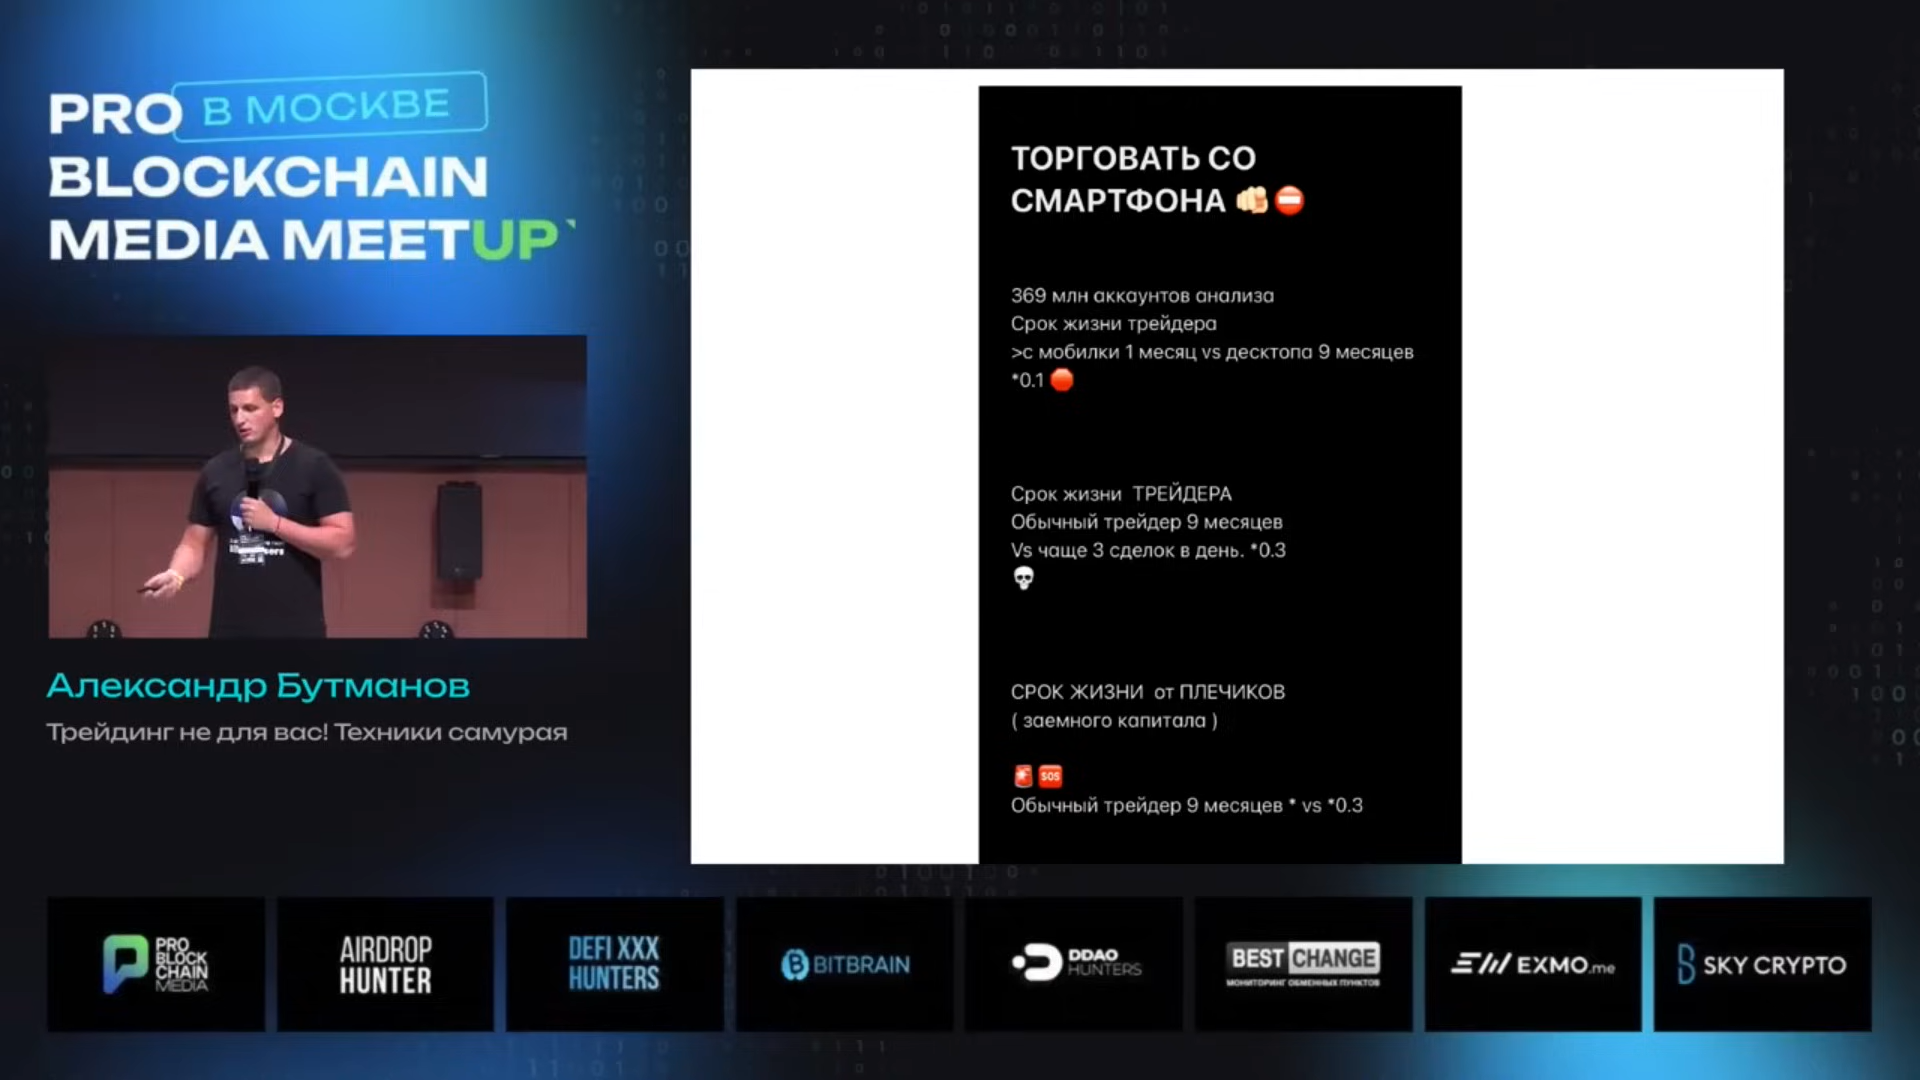 PRO В МОСКВЕ
BLOCKCHAIN
MEDIA MEETUP
Александр Бутманов
Трейдинг не для вас! Техники самурая
ТОРГОВАТЬ СО
СМАРТФОНА 🫵🏻⛔
369 млн аккаунтов анализа
Срок жизни трейдера
>с мобилки 1 месяц vs десктопа 9 месяцев
*0.1 🛑
Срок жизни ТРЕЙДЕРА
Обычный трейдер 9 месяцев
Vs чаще 3 сделок в день. *0.3
💀
СРОК ЖИЗНИ от ПЛЕЧИКОВ
( заемного капитала )
🚨🆘
Обычный трейдер 9 месяцев * vs *0.3
PRO
BLOCK
CHAIN
MEDIA
AIRDROP
HUNTER
DEFI XXX
HUNTERS
BITBRAIN
DDAO
HUNTERS
BEST CHANGE
МОНИТОРИНГ ОБМЕННЫХ ПУНКТОВ
EXMO.me
SKY CRYPTO